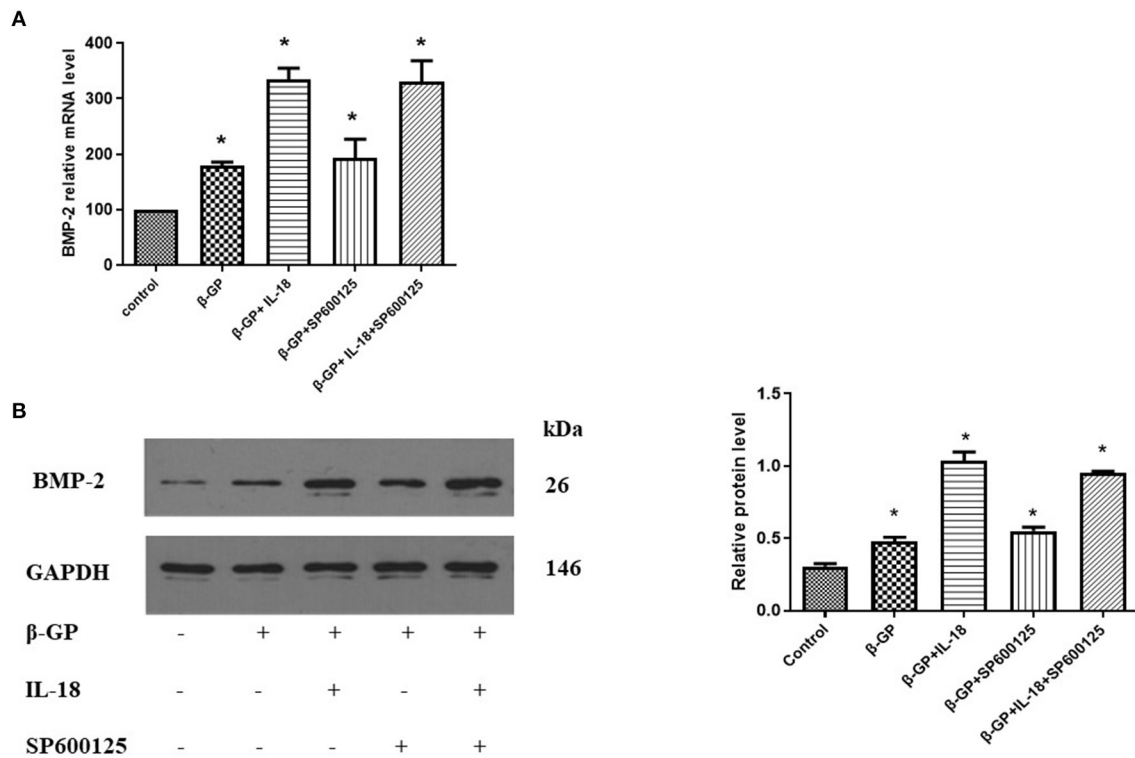 A
BMP-2 relative mRNA level
400
300
200
100
0
* * * *
control
β-GP
β-GP+ IL-18
β-GP+SP600125
β-GP+ IL-18+SP600125
B
kDa
BMP-2
26
GAPDH
146
β-GP - + + + +
IL-18 - - + - +
SP600125 - - - + +
Relative protein level
1.5
1.0
0.5
0.0
* * * *
Control
β-GP
β-GP+IL-18
β-GP+SP600125
β-GP+IL-18+SP600125